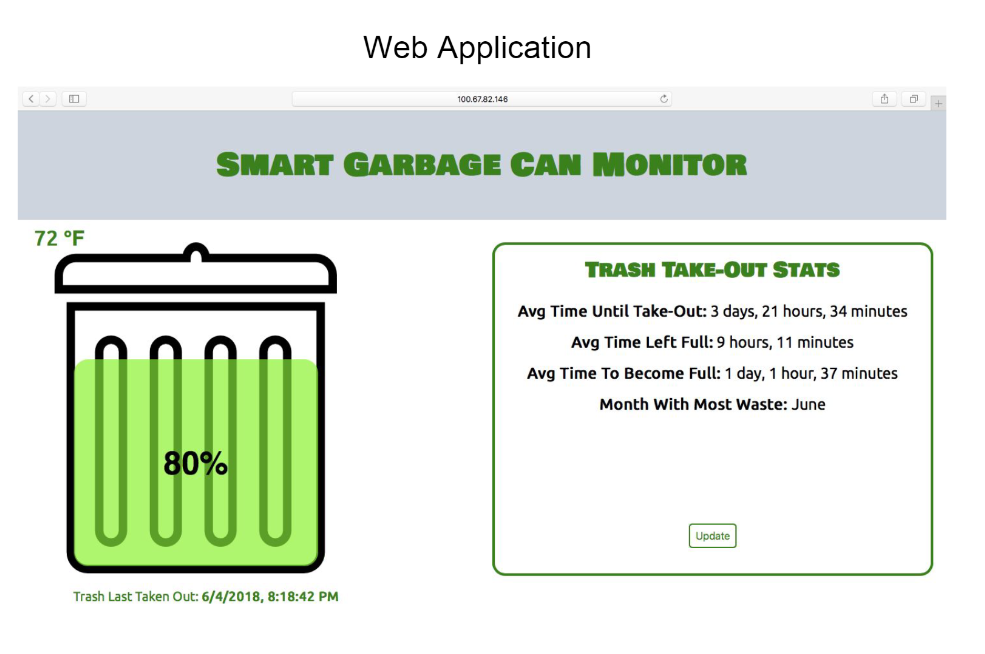 Web Application
100.67.82.146
Smart Garbage Can Monitor
72 °F
80%
Trash Last Taken Out: 6/4/2018, 8:18:42 PM
Trash Take-Out Stats
Avg Time Until Take-Out: 3 days, 21 hours, 34 minutes
Avg Time Left Full: 9 hours, 11 minutes
Avg Time To Become Full: 1 day, 1 hour, 37 minutes
Month With Most Waste: June
Update